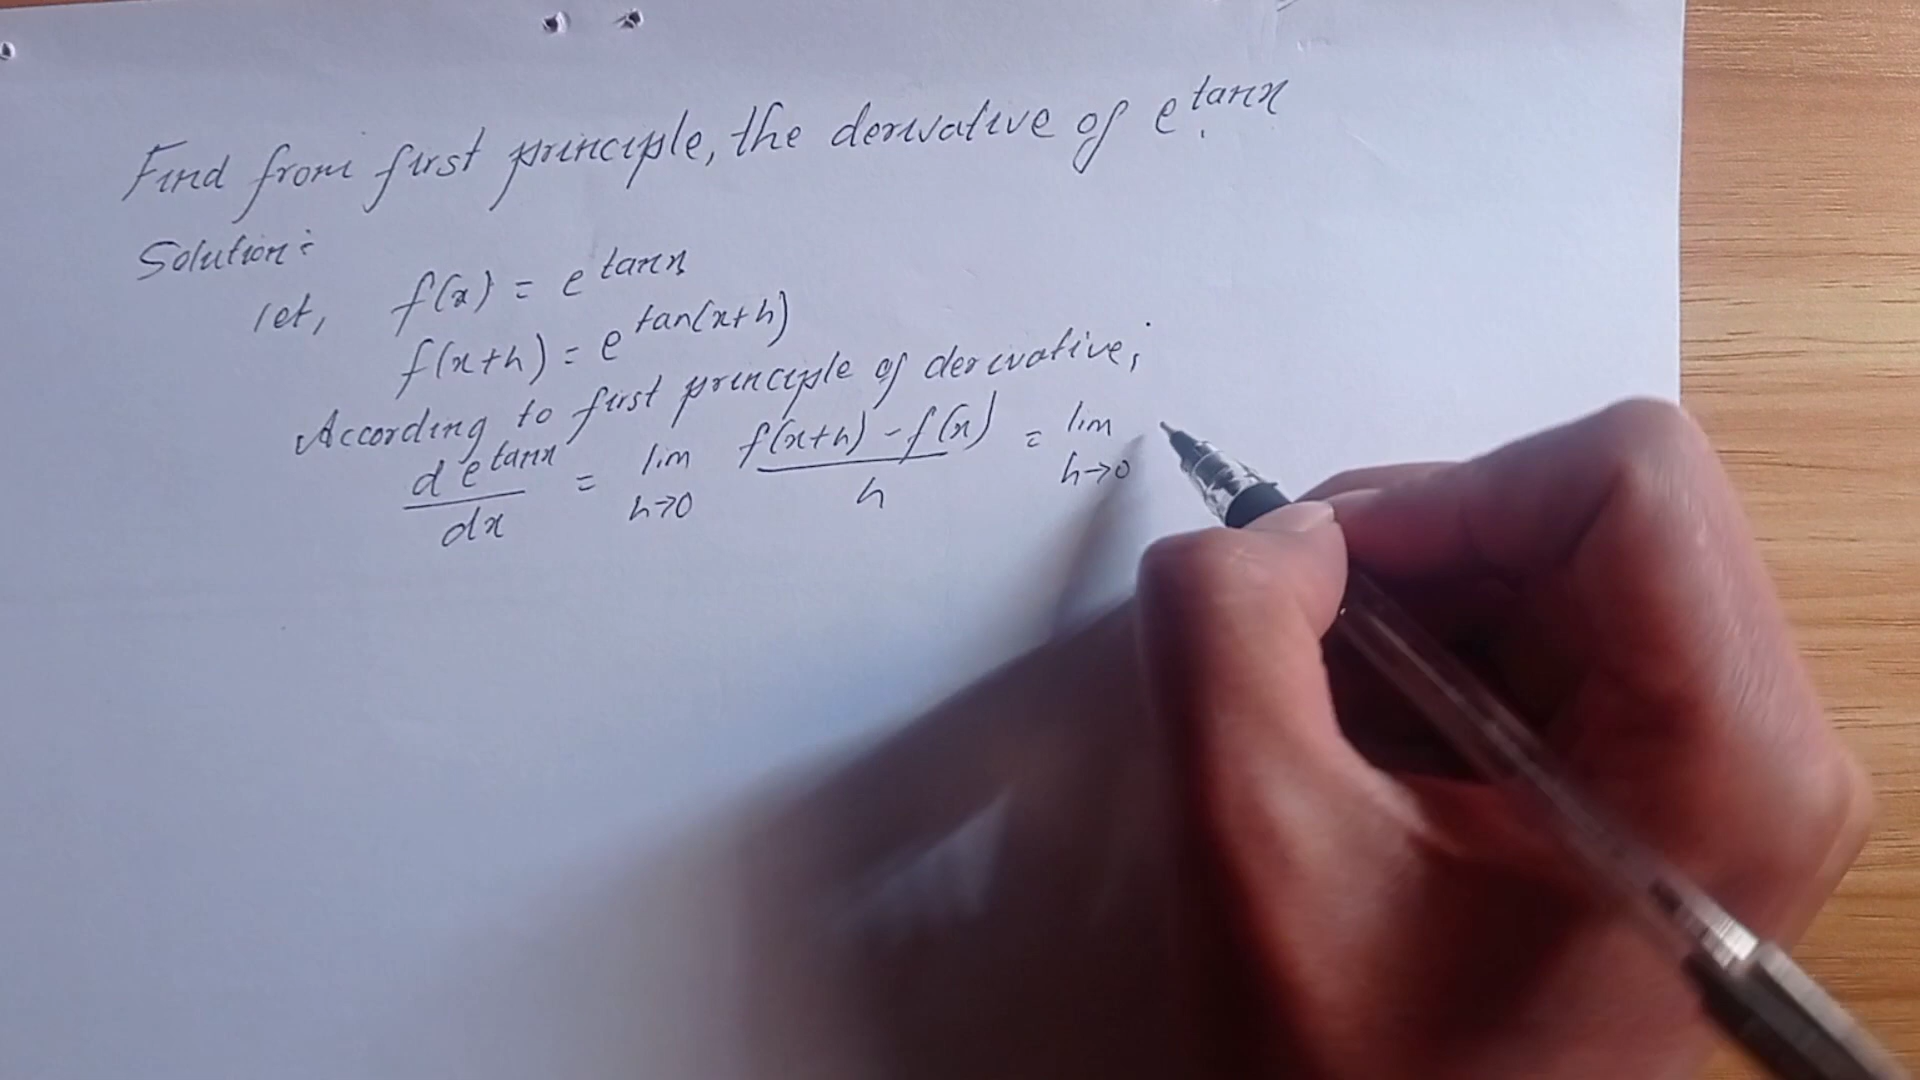 Find from first principle, the derivative of e^tanx
Solution:
let, f(x) = e^tanx
f(x+h) = e^tan(x+h)
According to first principle of derivative;
d e^tanx / dx = lim h→0 f(x+h) - f(x) / h = lim h→0